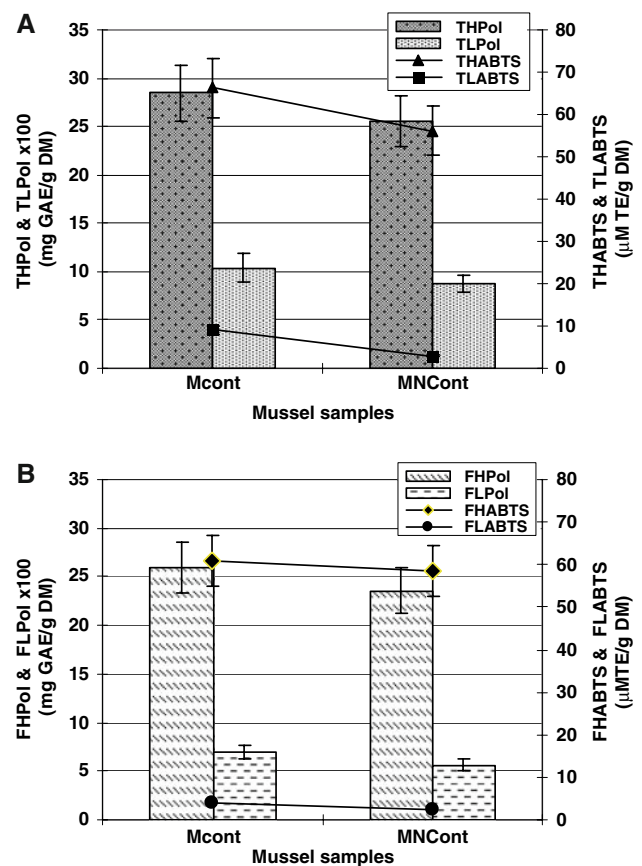 A
THPol
TLPol
THABTS
TLABTS
35
30
25
20
15
10
5
0
THPol & TLPol x100
(mg GAE/g DM)
80
70
60
50
40
30
20
10
0
THABTS & TLABTS
(µM TE/g DM)
Mcont
MNCont
Mussel samples
B
FHPol
FLPol
FHABTS
FLABTS
35
30
25
20
15
10
5
0
FHPol & FLPol x100
(mg GAE/g DM)
80
70
60
50
40
30
20
10
0
FHABTS & FLABTS
(µMTE/g DM)
Mcont
MNCont
Mussel samples